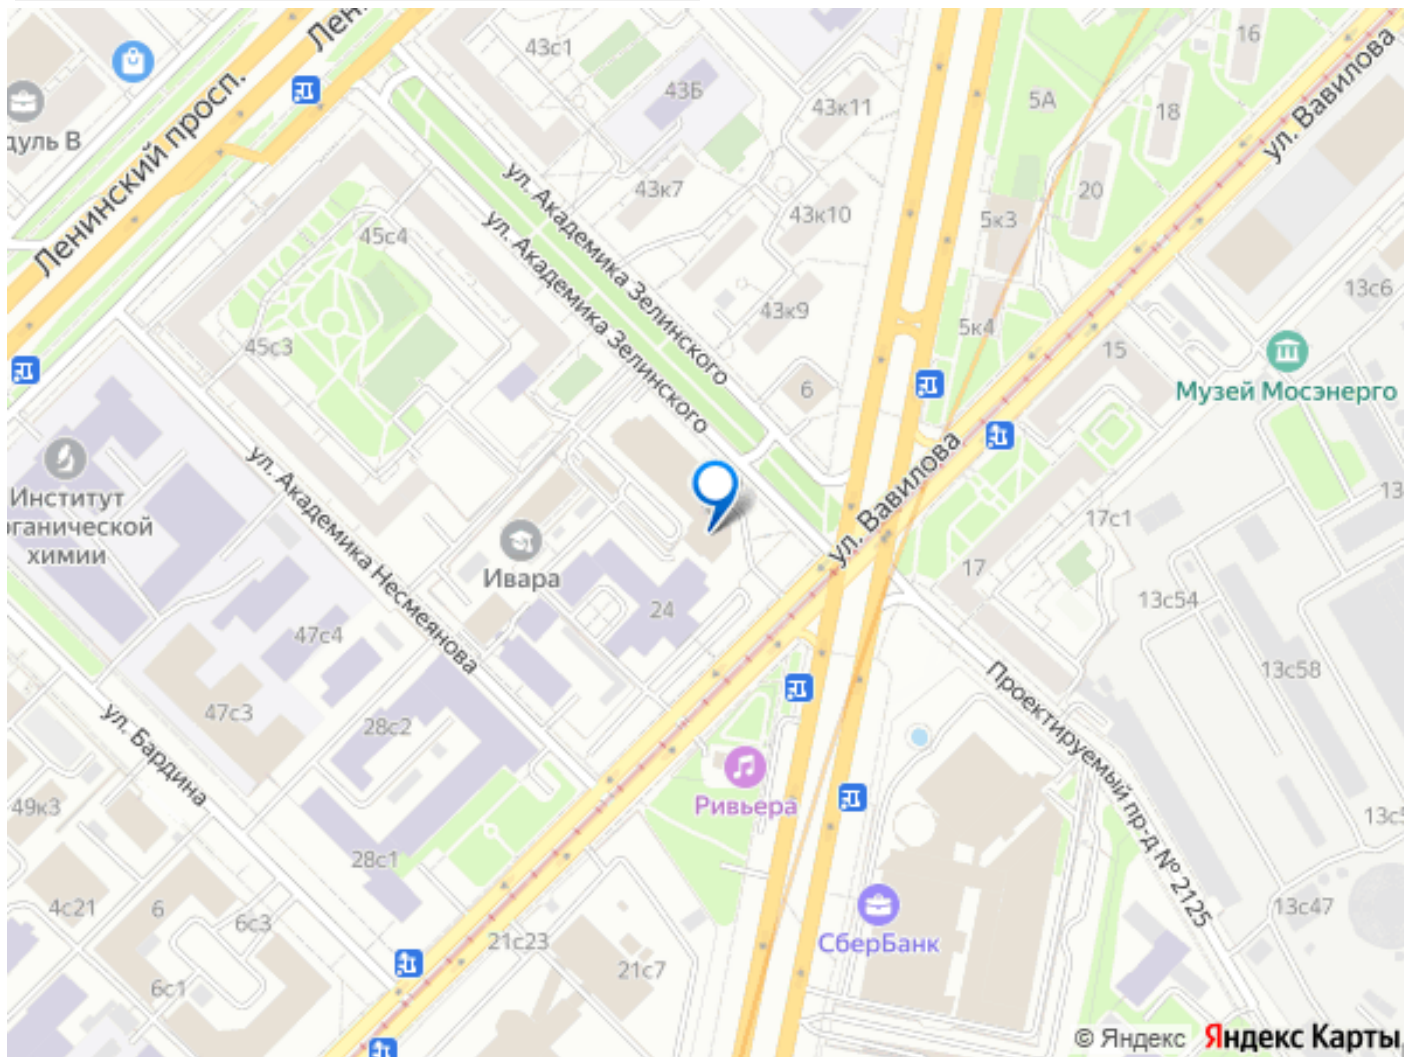 43с1
Ленинский просп.
16
ул. Вавилова
43Б
43к11
5А
18
дуль В
ул. Академика Зелинского
43к7
20
43к10
5к3
45с4
ул. Академика Зелинского
13с6
43к9
5к4
45с3
15
6
Музей Мосэнерго
ул. Академика Несмеянова
ул. Вавилова
Институт
рганической
химии
17с1
13
Ивара
17
24
13с54
47с4
13с58
Проектируемый пр-д № 2125
47с3
28с2
ул. Бардина
Ривьера
49к3
28с1
4с21
6
6с3
13с47
21с23
СберБанк
21с7
6с1
© Яндекс Яндекс Карты